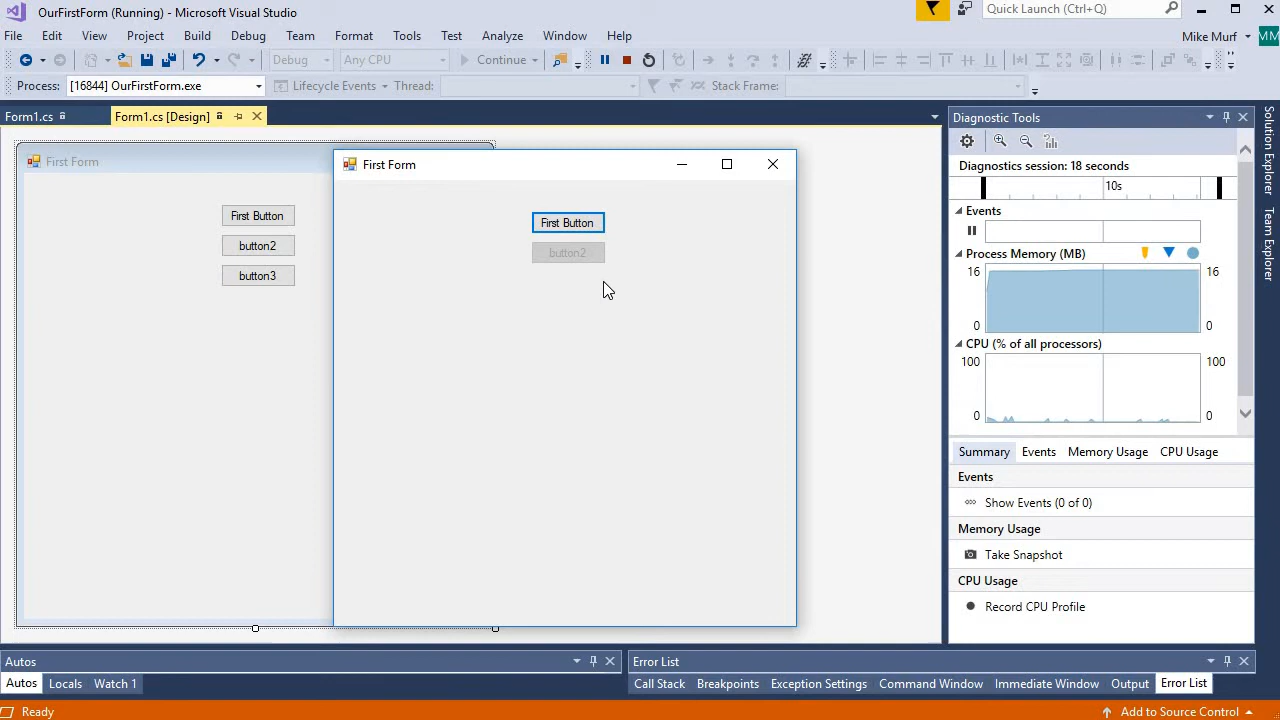 OurFirstForm (Running) - Microsoft Visual Studio
Quick Launch (Ctrl+Q)
File Edit View Project Build Debug Team Format Tools Test Analyze Window Help
Mike Murf
MM
Debug Any CPU Continue
Process: [16844] OurFirstForm.exe Lifecycle Events Thread: Stack Frame:
Form1.cs Form1.cs [Design]
First Form
First Button
button2
button3
First Form
First Button
button2
Diagnostic Tools
Diagnostics session: 18 seconds
10s
Events
Process Memory (MB)
16 16
0 0
CPU (% of all processors)
100 100
0 0
Summary Events Memory Usage CPU Usage
Events
Show Events (0 of 0)
Memory Usage
Take Snapshot
CPU Usage
Record CPU Profile
Solution Explorer
Team Explorer
Autos
Autos Locals Watch 1
Error List
Call Stack Breakpoints Exception Settings Command Window Immediate Window Output Error List
Ready
Add to Source Control